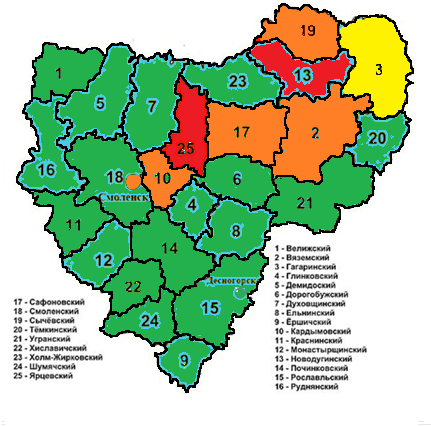 19
1
5
7
23
13
3
17
2
25
20
16
18
10
6
Смоленск
4
21
11
8
12
14
22
Десногорск
15
24
9
1 - Велижский
2 - Вяземский
3 - Гагаринский
4 - Глинковский
5 - Демидоский
6 - Дорогобужский
7 - Духовщинский
8 - Ельнинский
9 - Ёршичский
10 - Кардымовский
11 - Краснинский
12 - Монастырщинский
13 - Новодугинский
14 - Починковский
15 - Рославльский
16 - Руднянский
17 - Сафоновский
18 - Смоленский
19 - Сычёвский
20 - Тёмкинский
21 - Угранский
22 - Хиславичский
23 - Холм-Жирховский
24 - Шумячский
25 - Ярцевский